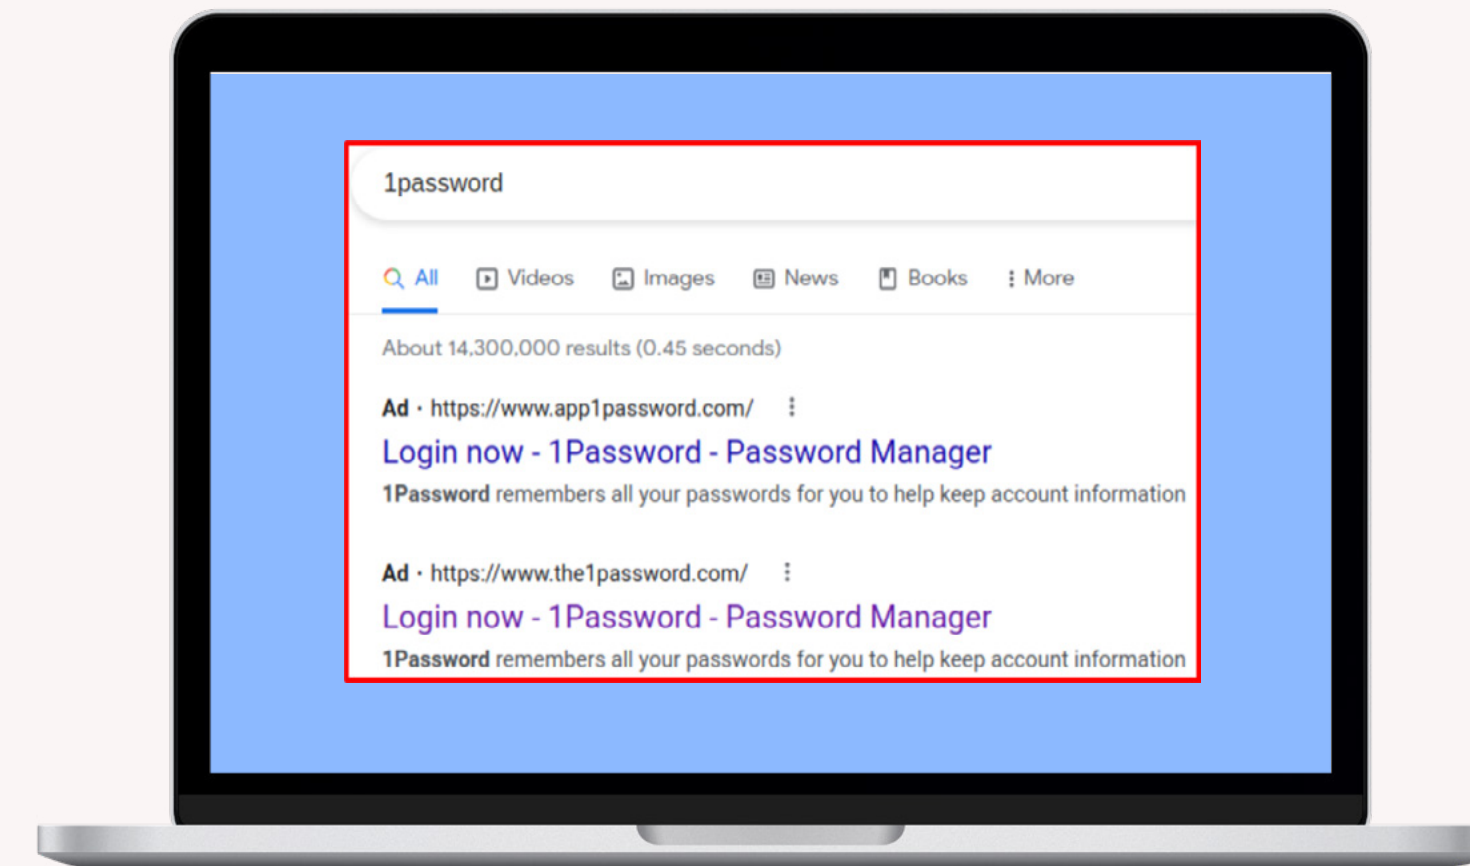 1password
All Videos Images News Books More
About 14,300,000 results (0.45 seconds)
Ad · https://www.app1password.com/
Login now - 1Password - Password Manager
1Password remembers all your passwords for you to help keep account information
Ad · https://www.the1password.com/
Login now - 1Password - Password Manager
1Password remembers all your passwords for you to help keep account information